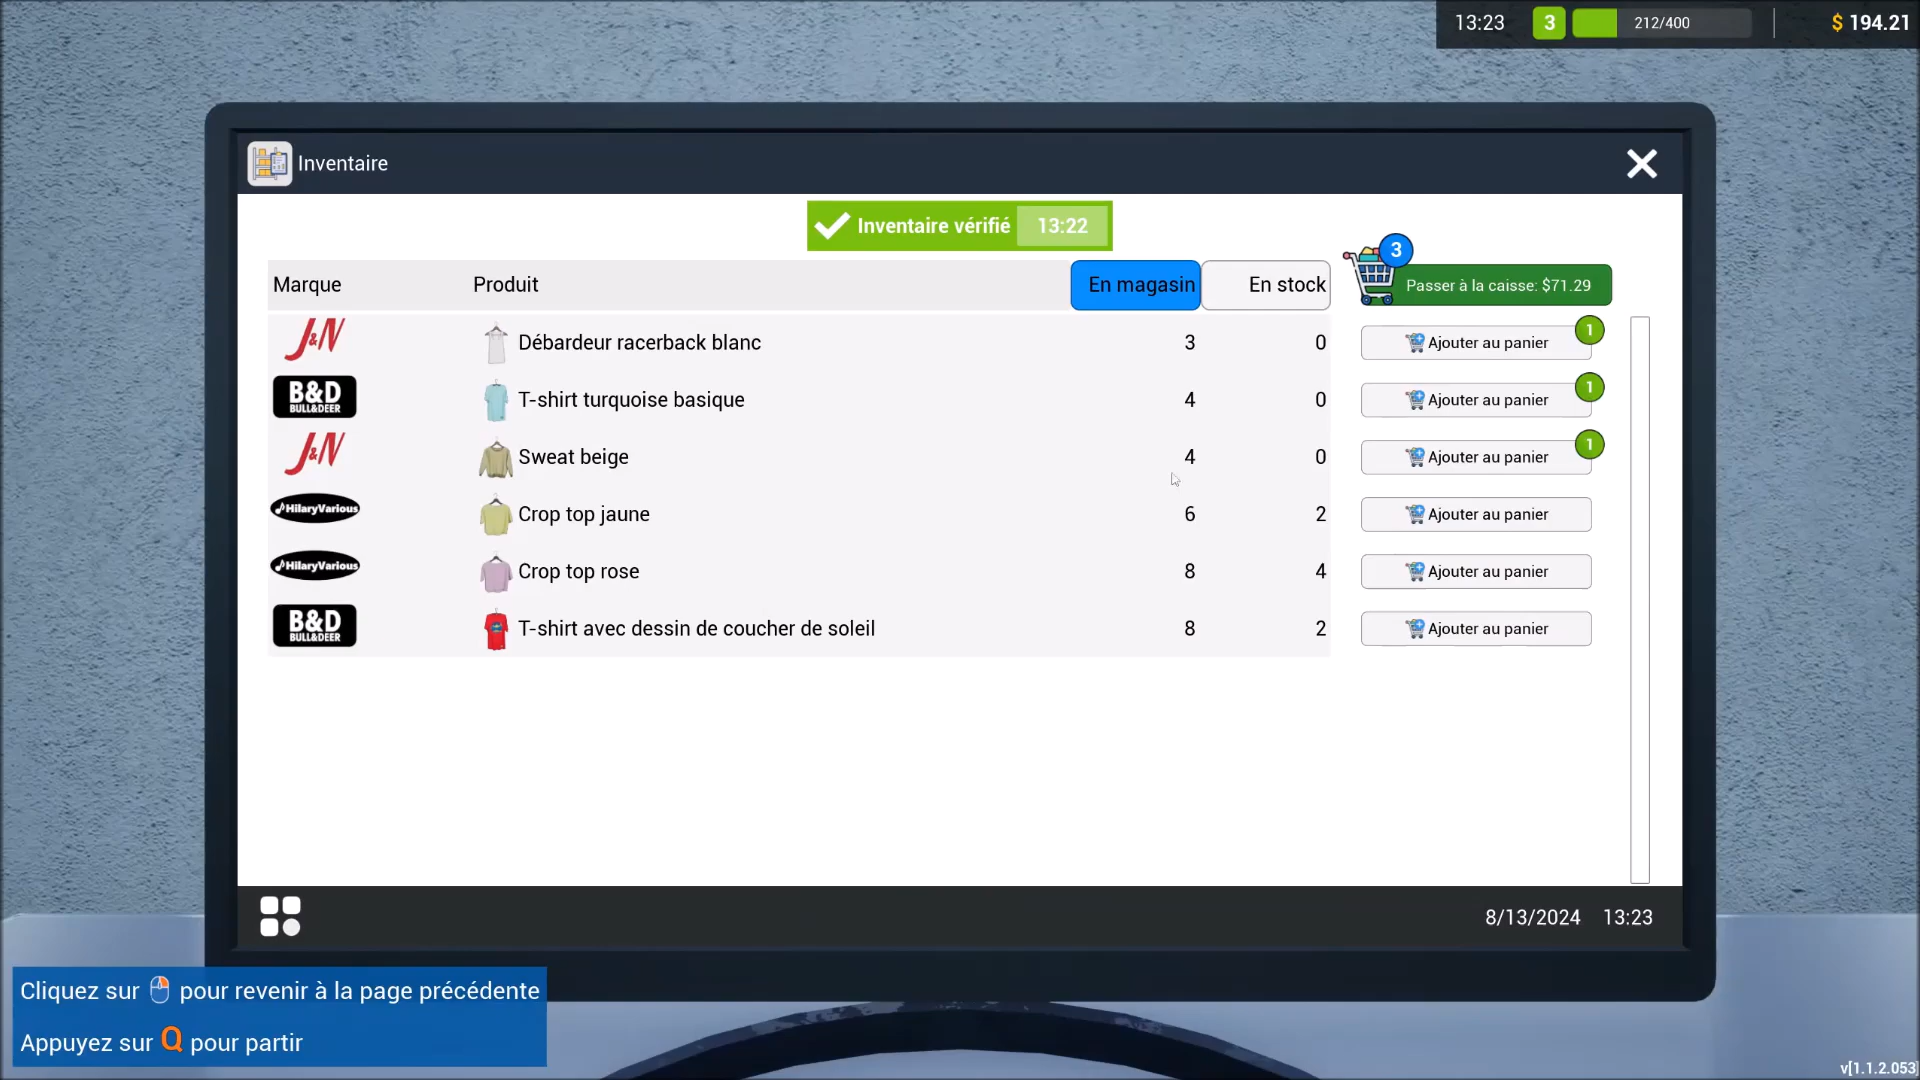 13:23 3 212/400 $ 194.21
Inventaire
Inventaire vérifié 13:22
3
Marque Produit En magasin En stock Passer à la caisse: $71.29
J&N Débardeur racerback blanc 3 0 Ajouter au panier 1
B&D BULL&DEER T-shirt turquoise basique 4 0 Ajouter au panier 1
J&N Sweat beige 4 0 Ajouter au panier 1
HilaryVarious Crop top jaune 6 2 Ajouter au panier
HilaryVarious Crop top rose 8 4 Ajouter au panier
B&D BULL&DEER T-shirt avec dessin de coucher de soleil 8 2 Ajouter au panier
8/13/2024 13:23
Cliquez sur pour revenir à la page précédente
Appuyez sur Q pour partir
v[1.1.2.053]